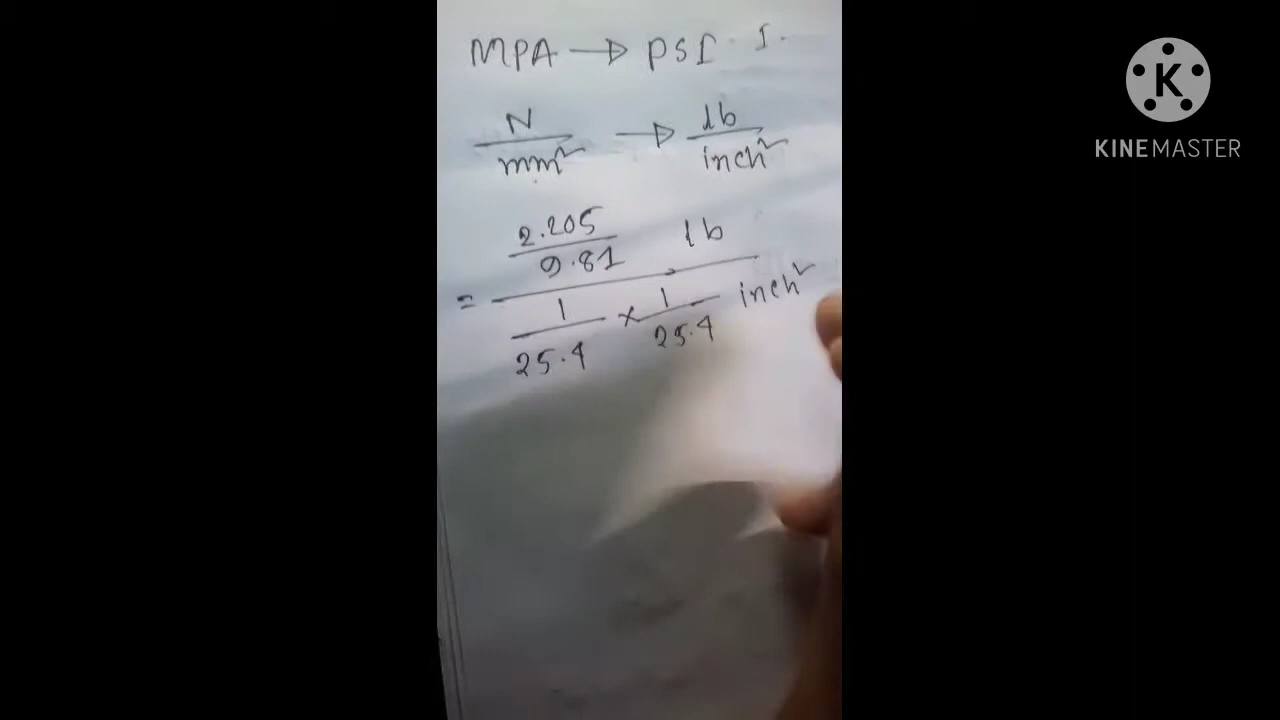 MPA → PSI . I .
N / mm² → lb / inch²
= 2.205 / 9.81 lb
1 / 25.4 × 1 / 25.4 inch²
K
KINEMASTER